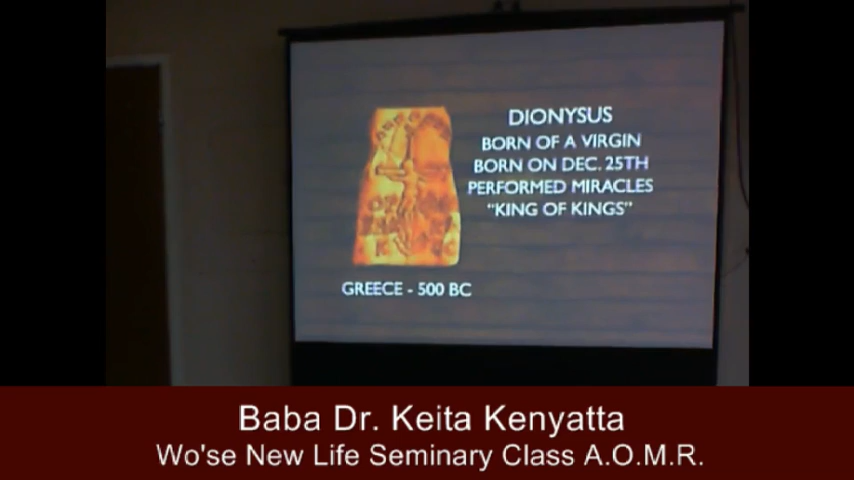 DIONYSUS
BORN OF A VIRGIN
BORN ON DEC. 25TH
PERFORMED MIRACLES
"KING OF KINGS"
GREECE - 500 BC
Baba Dr. Keita Kenyatta
Wo'se New Life Seminary Class A.O.M.R.